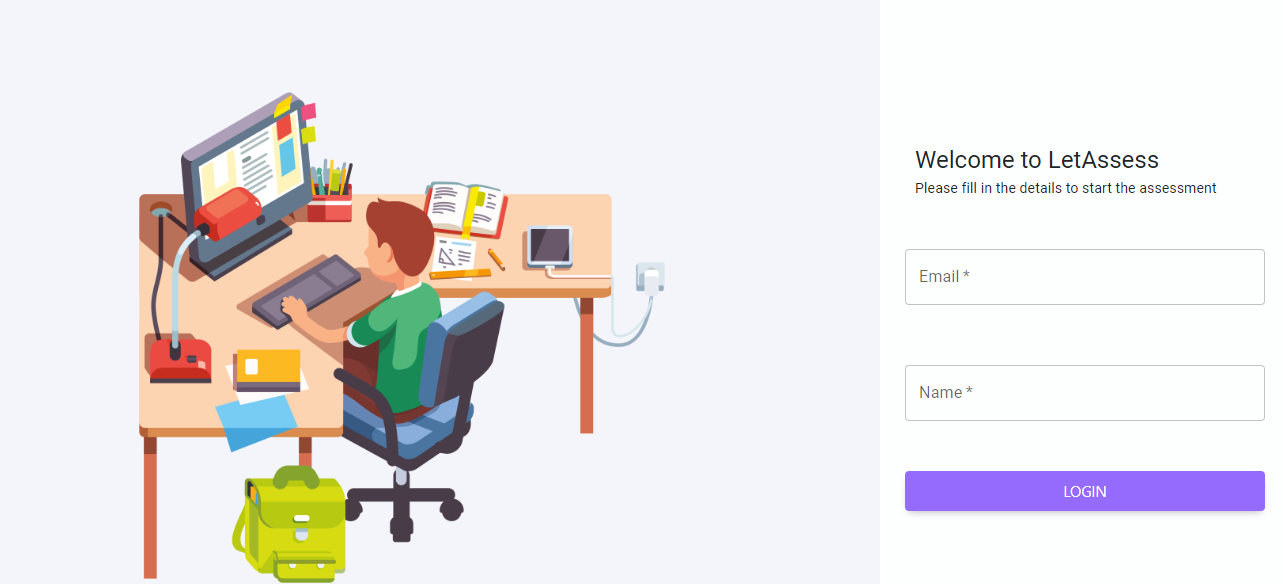 Welcome to LetAssess
Please fill in the details to start the assessment
Email *
Name *
LOGIN